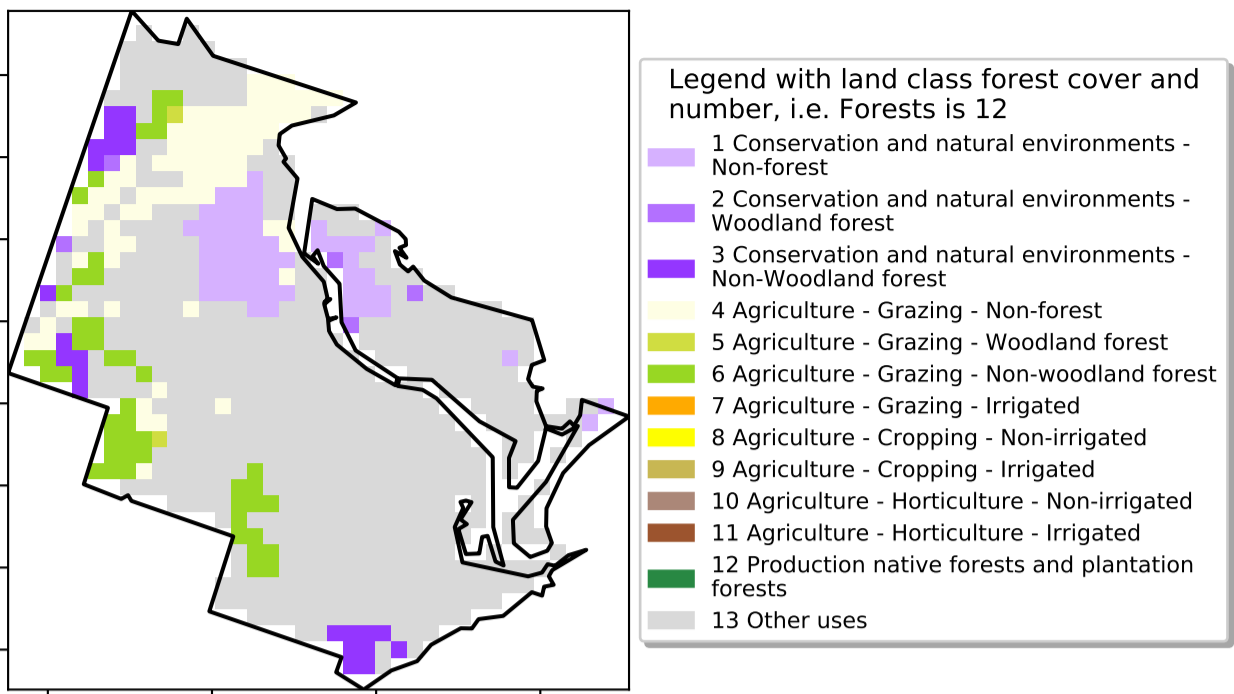 Legend with land class forest cover and
number, i.e. Forests is 12
1 Conservation and natural environments -
Non-forest
2 Conservation and natural environments -
Woodland forest
3 Conservation and natural environments -
Non-Woodland forest
4 Agriculture - Grazing - Non-forest
5 Agriculture - Grazing - Woodland forest
6 Agriculture - Grazing - Non-woodland forest
7 Agriculture - Grazing - Irrigated
8 Agriculture - Cropping - Non-irrigated
9 Agriculture - Cropping - Irrigated
10 Agriculture - Horticulture - Non-irrigated
11 Agriculture - Horticulture - Irrigated
12 Production native forests and plantation
forests
13 Other uses